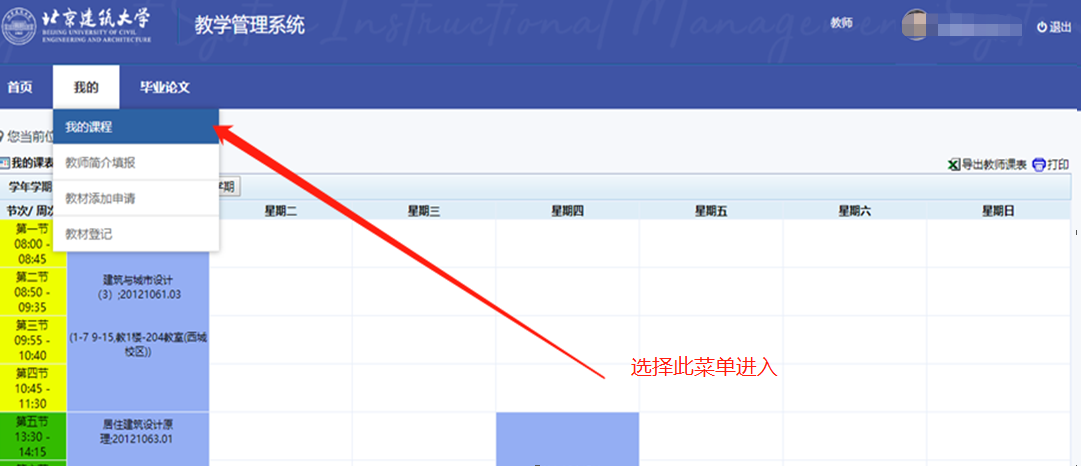 北京建筑大学
BEIJING UNIVERSITY OF CIVIL
ENGINEERING AND ARCHITECTURE
教学管理系统
教师
退出
首页 我的 毕业论文
我的课程
您当前位
教师简介填报
我的课表
导出教师课表 打印
学年学期
学期
教材添加申请
节次/ 周次
星期二 星期三 星期四 星期五 星期六 星期日
教材登记
第一节
08:00 -
08:45
第二节
08:50 -
09:35
建筑与城市设计
（3）;20121061.03
第三节
09:55 -
10:40
(1-7 9-15,教1楼-204教室(西城
校区))
第四节
10:45 -
11:30
选择此菜单进入
第五节
13:30 -
14:15
居住建筑设计原
理;20121063.01